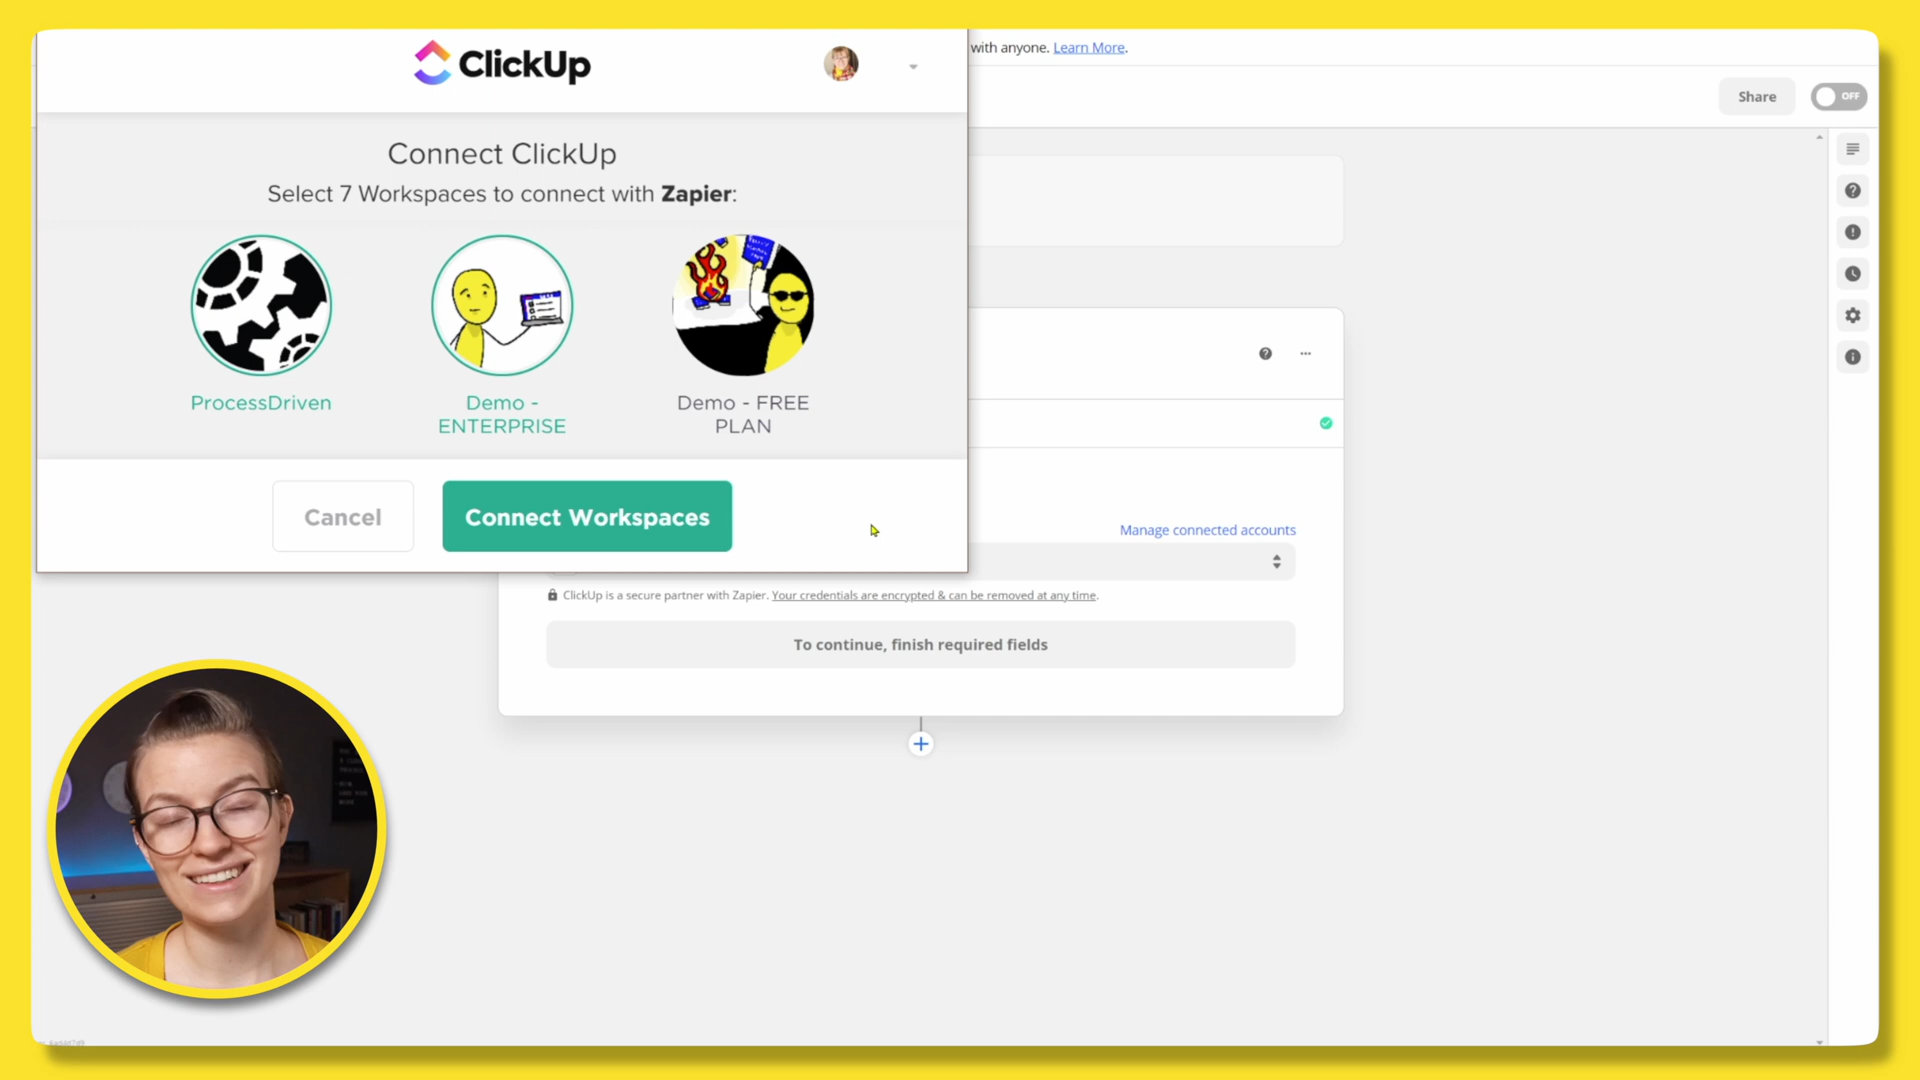 ClickUp
with anyone. Learn More.
Share
OFF
Connect ClickUp
Select 7 Workspaces to connect with Zapier:
ProcessDriven
Demo -
ENTERPRISE
Demo - FREE
PLAN
Cancel
Connect Workspaces
Manage connected accounts
ClickUp is a secure partner with Zapier. Your credentials are encrypted & can be removed at any time.
To continue, finish required fields